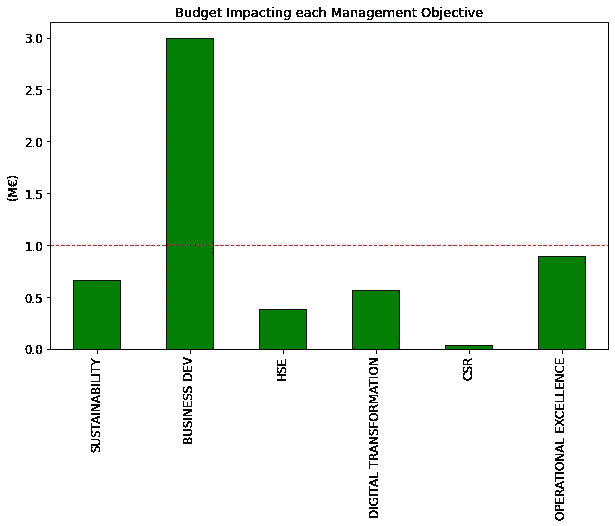 Budget Impacting each Management Objective
(M€)
3.0
2.5
2.0
1.5
1.0
0.5
0.0
SUSTAINABILITY
BUSINESS DEV
HSE
DIGITAL TRANSFORMATION
CSR
OPERATIONAL EXCELLENCE